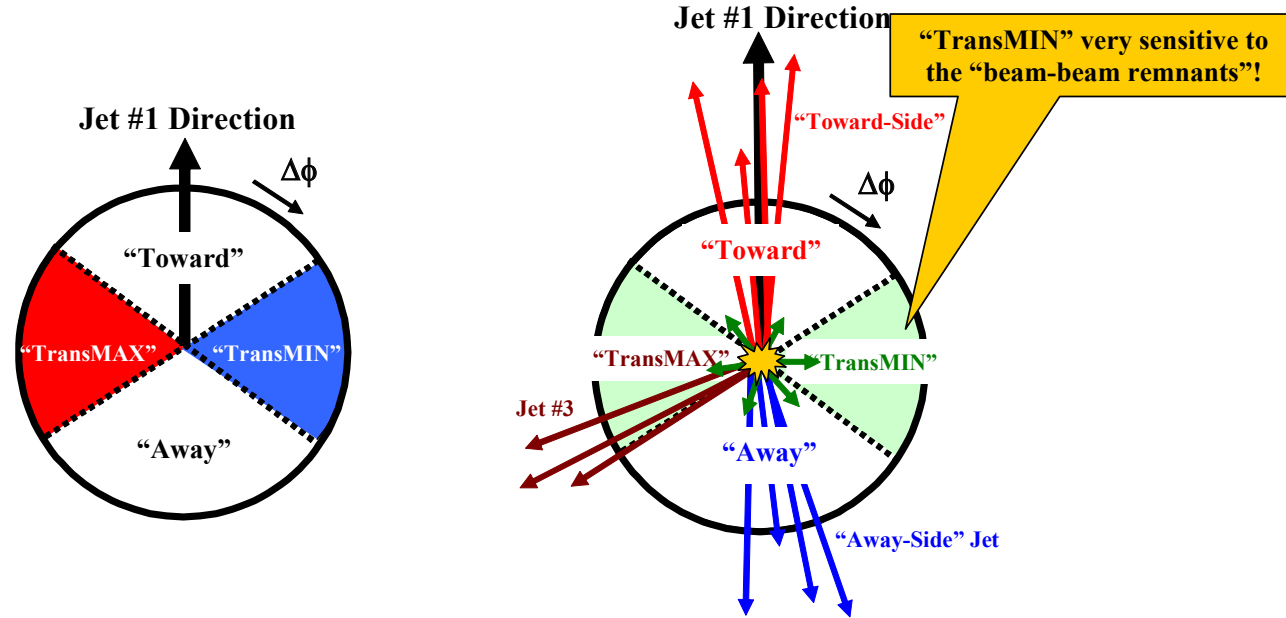 Jet #1 Direction
Δϕ
“Toward”
“TransMAX”
“TransMIN”
“Away”
Jet #1 Direction
“TransMIN” very sensitive to
the “beam-beam remnants”!
“Toward-Side”
Δϕ
“Toward”
“TransMAX”
“TransMIN”
Jet #3
“Away”
“Away-Side” Jet